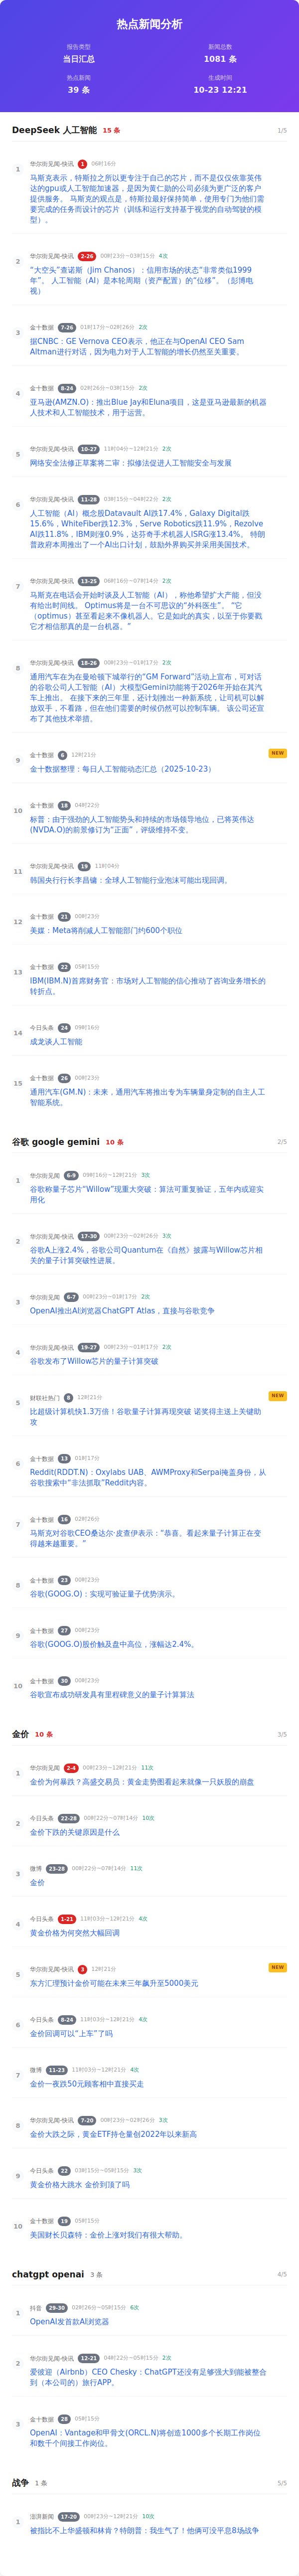 热点新闻分析
报告类型
新闻总数
当日汇总
1081 条
热点新闻
生成时间
39 条
10-23 12:21
DeepSeek 人工智能 15 条 1/5
1 华尔街见闻-快讯 1 06时16分
马斯克表示，特斯拉之所以更专注于自己的芯片，而不是仅仅依靠英伟
达的gpu或人工智能加速器，是因为黄仁勋的公司必须为更广泛的客户
提供服务。 马斯克的观点是，特斯拉最好保持简单，使用专门为他们需
要完成的任务而设计的芯片（训练和运行支持基于视觉的自动驾驶的模
型）。
2 华尔街见闻-快讯 2-26 00时23分~03时15分 4次
“大空头”查诺斯（Jim Chanos）：信用市场的状态“非常类似1999
年”。 人工智能（AI）是本轮周期（资产配置）的“位移”。（彭博电
视）
3 金十数据 7-26 01时17分~02时26分 2次
据CNBC：GE Vernova CEO表示，他正在与OpenAI CEO Sam
Altman进行对话，因为电力对于人工智能的增长仍然至关重要。
4 金十数据 8-24 02时26分~03时15分 2次
亚马逊(AMZN.O)：推出Blue Jay和Eluna项目，这是亚马逊最新的机器
人技术和人工智能技术，用于运营。
5 华尔街见闻-快讯 10-27 11时04分~12时21分 2次
网络安全法修正草案将二审：拟修法促进人工智能安全与发展
6 华尔街见闻-快讯 11-28 03时15分~04时22分 2次
人工智能（AI）概念股Datavault AI跌17.4%，Galaxy Digital跌
15.6%，WhiteFiber跌12.3%，Serve Robotics跌11.9%，Rezolve
AI跌11.8%，IBM则涨0.9%，达芬奇手术机器人ISRG涨13.4%。 特朗
普政府本周推出了一个AI出口计划，鼓励外界购买并采用美国技术。
7 华尔街见闻-快讯 13-25 06时16分~07时14分 2次
马斯克在电话会开始时谈及人工智能（AI），称他希望扩大产能，但没
有给出时间线。 Optimus将是一个不可思议的“外科医生”。 “它
（optimus）甚至看起来不像机器人。它是如此的真实，以至于你要戳
它才相信那真的是一台机器。”
8 华尔街见闻-快讯 18-26 00时23分~01时17分 2次
通用汽车在为在曼哈顿下城举行的“GM Forward”活动上宣布，可对话
的谷歌公司人工智能（AI）大模型Gemini功能将于2026年开始在其汽
车上推出。 在接下来的三年里，还计划推出一种新系统，让司机可以解
放双手，不看路，但在他们需要的时候仍然可以控制车辆。 该公司还宣
布了其他技术举措。
9 金十数据 6 12时21分 NEW
金十数据整理：每日人工智能动态汇总（2025-10-23）
10 金十数据 18 04时22分
标普：由于强劲的人工智能势头和持续的市场领导地位，已将英伟达
(NVDA.O)的前景修订为“正面”，评级维持不变。
11 华尔街见闻-快讯 19 11时04分
韩国央行行长李昌镛：全球人工智能行业泡沫可能出现回调。
12 金十数据 21 00时23分
美媒：Meta将削减人工智能部门约600个职位
13 金十数据 22 05时15分
IBM(IBM.N)首席财务官：市场对人工智能的信心推动了咨询业务增长的
转折点。
14 今日头条 24 09时16分
成龙谈人工智能
15 金十数据 26 00时23分
通用汽车(GM.N)：未来，通用汽车将推出专为车辆量身定制的自主人工
智能系统。
谷歌 google gemini 10 条 2/5
1 华尔街见闻 6-9 09时16分~12时21分 3次
谷歌称量子芯片“Willow”现重大突破：算法可重复验证，五年内或迎实
用化
2 华尔街见闻-快讯 17-30 00时23分~02时26分 3次
谷歌A上涨2.4%，谷歌公司Quantum在《自然》披露与Willow芯片相
关的量子计算突破性进展。
3 华尔街见闻 6-7 00时23分~01时17分 2次
OpenAI推出AI浏览器ChatGPT Atlas，直接与谷歌竞争
4 华尔街见闻-快讯 19-27 00时23分~01时17分 2次
谷歌发布了Willow芯片的量子计算突破
5 财联社热门 8 12时21分 NEW
比超级计算机快1.3万倍！谷歌量子计算再现突破 诺奖得主送上关键助
攻
6 金十数据 13 01时17分
Reddit(RDDT.N)：Oxylabs UAB、AWMProxy和Serpai掩盖身份，从
谷歌搜索中“非法抓取”Reddit内容。
7 金十数据 16 02时26分
马斯克对谷歌CEO桑达尔·皮查伊表示：“恭喜。看起来量子计算正在变
得越来越重要。”
8 金十数据 23 00时23分
谷歌(GOOG.O)：实现可验证量子优势演示。
9 金十数据 27 00时23分
谷歌(GOOG.O)股价触及盘中高位，涨幅达2.4%。
10 金十数据 30 00时23分
谷歌宣布成功研发具有里程碑意义的量子计算算法
金价 10 条 3/5
1 华尔街见闻 2-4 00时23分~12时21分 11次
金价为何暴跌？高盛交易员：黄金走势图看起来就像一只妖股的崩盘
2 今日头条 22-28 00时22分~07时14分 10次
金价下跌的关键原因是什么
3 微博 23-28 00时22分~07时14分 11次
金价
4 今日头条 1-21 11时03分~12时21分 4次
黄金价格为何突然大幅回调
5 华尔街见闻-快讯 3 12时21分 NEW
东方汇理预计金价可能在未来三年飙升至5000美元
6 今日头条 8-24 11时03分~12时21分 4次
金价回调可以“上车”了吗
7 微博 11-23 11时03分~12时21分 4次
金价一夜跌50元顾客相中直接买走
8 华尔街见闻-快讯 7-20 00时23分~02时26分 3次
金价大跌之际，黄金ETF持仓量创2022年以来新高
9 今日头条 22 03时15分~05时15分 3次
黄金价格大跳水 金价到顶了吗
10 金十数据 19 05时15分
美国财长贝森特：金价上涨对我们有很大帮助。
chatgpt openai 3 条 4/5
1 抖音 29-30 02时26分~05时15分 6次
OpenAI发首款AI浏览器
2 华尔街见闻-快讯 12-21 04时22分~05时15分 2次
爱彼迎（Airbnb）CEO Chesky：ChatGPT还没有足够强大到能被整合
到（本公司的）旅行APP。
3 金十数据 28 05时15分
OpenAI：Vantage和甲骨文(ORCL.N)将创造1000多个长期工作岗位
和数千个间接工作岗位。
战争 1 条 5/5
1 澎湃新闻 17-20 00时23分~12时21分 10次
被指比不上华盛顿和林肯？特朗普：我生气了！他俩可没平息8场战争